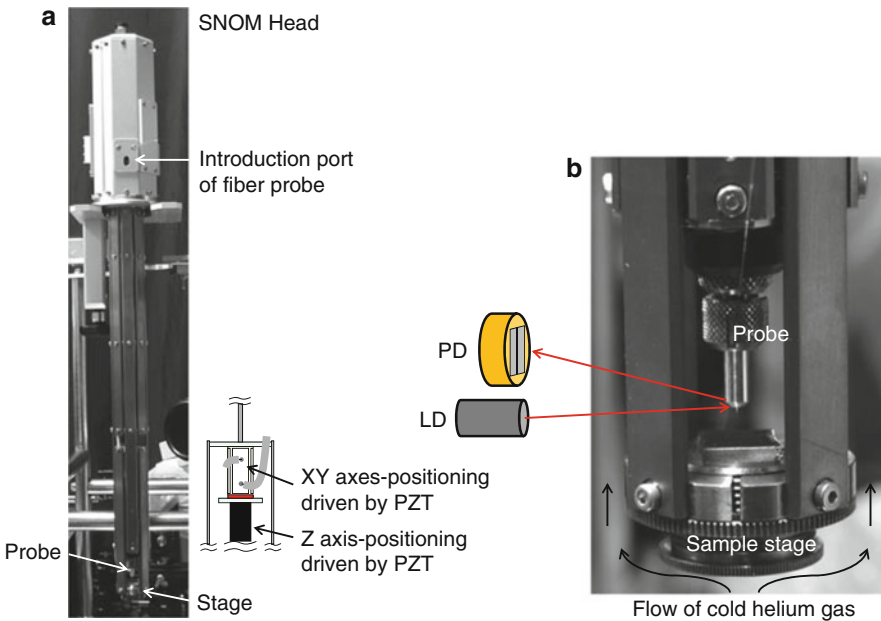 a
SNOM Head
Introduction port
of fiber probe
XY axes-positioning
driven by PZT
Z axis-positioning
driven by PZT
Probe
Stage
b
PD
LD
Probe
Sample stage
Flow of cold helium gas